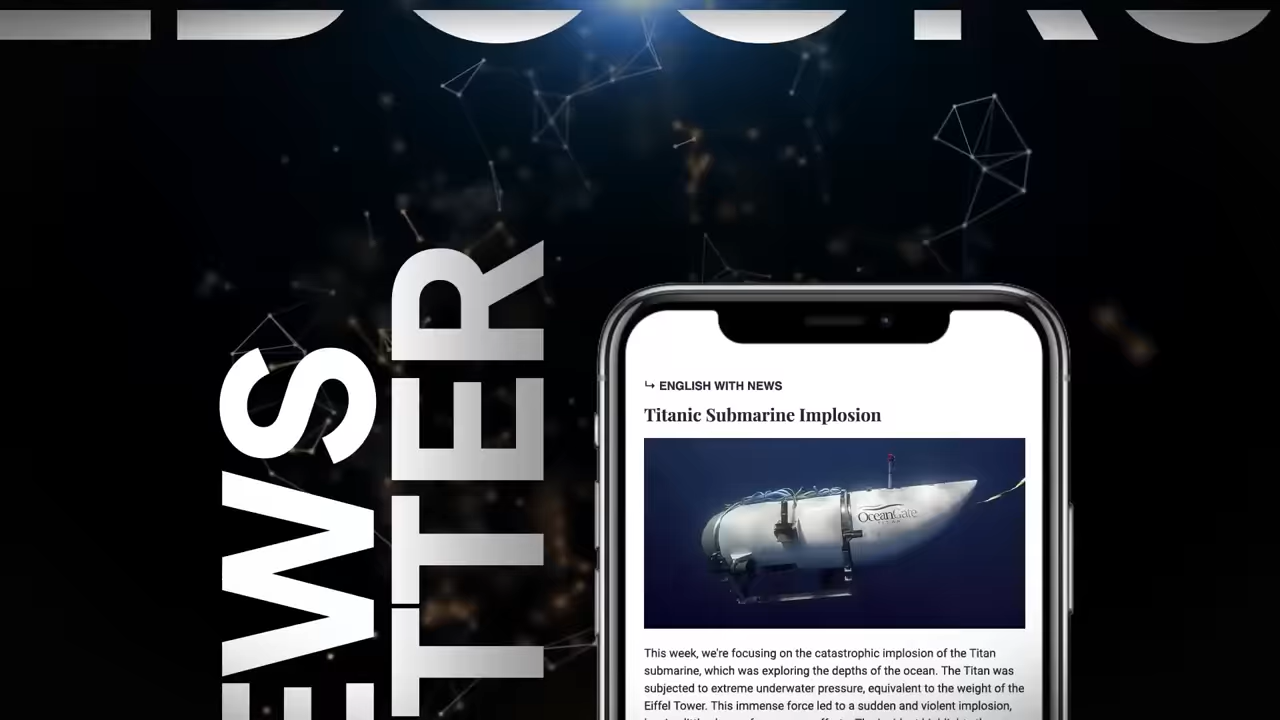 EWS
TTER
↳ ENGLISH WITH NEWS
Titanic Submarine Implosion
OceanGate
This week, we're focusing on the catastrophic implosion of the Titan
submarine, which was exploring the depths of the ocean. The Titan was
subjected to extreme underwater pressure, equivalent to the weight of the
Eiffel Tower. This immense force led to a sudden and violent implosion,